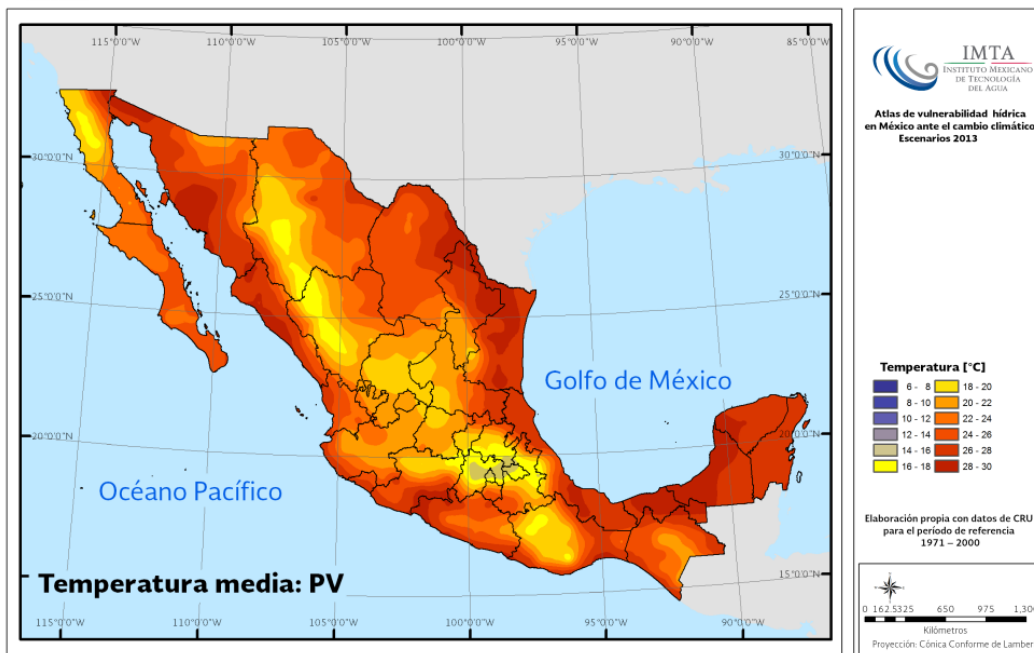 115°0'0"W
110°0'0"W
105°0'0"W
100°0'0"W
95°0'0"W
90°0'0"W
85°0'0"W
30°0'0"N
30°0'0"N
25°0'0"N
25°0'0"N
20°0'0"N
20°0'0"N
15°0'0"N
15°0'0"N
Golfo de México
Océano Pacífico
Temperatura media: PV
115°0'0"W
110°0'0"W
105°0'0"W
100°0'0"W
95°0'0"W
90°0'0"W
IMTA
INSTITUTO MEXICANO
DE TECNOLOGÍA
DEL AGUA
Atlas de vulnerabilidad hídrica
en México ante el cambio climático
Escenarios 2013
Temperatura [°C]
6 - 8 18 - 20
8 - 10 20 - 22
10 - 12 22 - 24
12 - 14 24 - 26
14 - 16 26 - 28
16 - 18 28 - 30
Elaboración propia con datos de CRU
para el período de referencia
1971 – 2000
0 162.5325 650 975 1,30
Kilómetros
Proyección: Cónica Conforme de Lamber